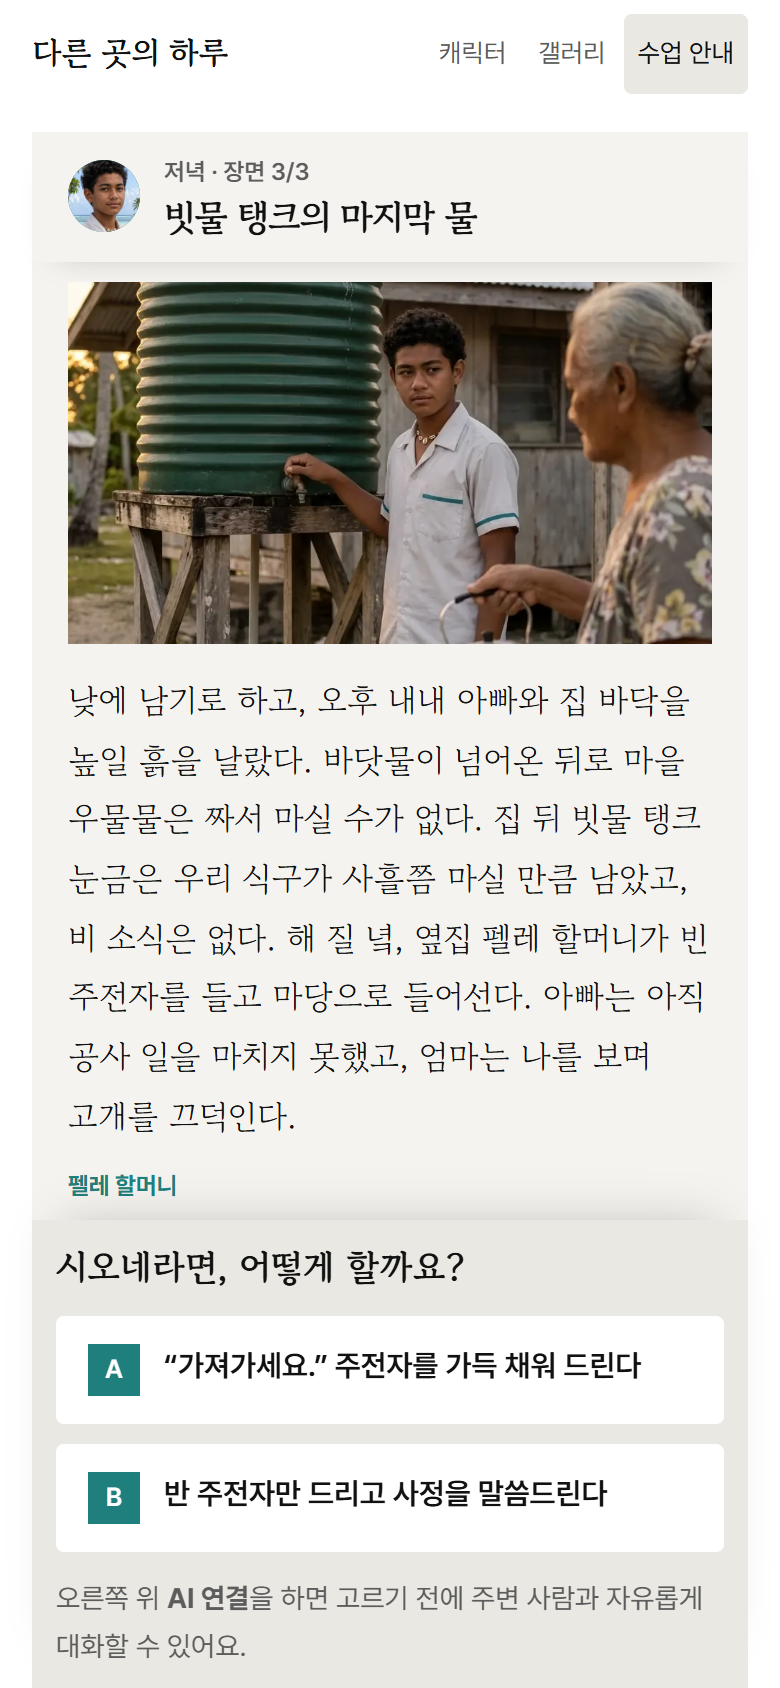 다른 곳의 하루
캐릭터 갤러리 수업 안내
저녁 · 장면 3/3
빗물 탱크의 마지막 물
낮에 남기로 하고, 오후 내내 아빠와 집 바닥을
높일 흙을 날랐다. 바닷물이 넘어온 뒤로 마을
우물물은 짜서 마실 수가 없다. 집 뒤 빗물 탱크
눈금은 우리 식구가 사흘쯤 마실 만큼 남았고,
비 소식은 없다. 해 질 녘, 옆집 펠레 할머니가 빈
주전자를 들고 마당으로 들어선다. 아빠는 아직
공사 일을 마치지 못했고, 엄마는 나를 보며
고개를 끄덕인다.
펠레 할머니
시오네라면, 어떻게 할까요?
A “가져가세요.” 주전자를 가득 채워 드린다
B 반 주전자만 드리고 사정을 말씀드린다
오른쪽 위 AI 연결을 하면 고르기 전에 주변 사람과 자유롭게
대화할 수 있어요.